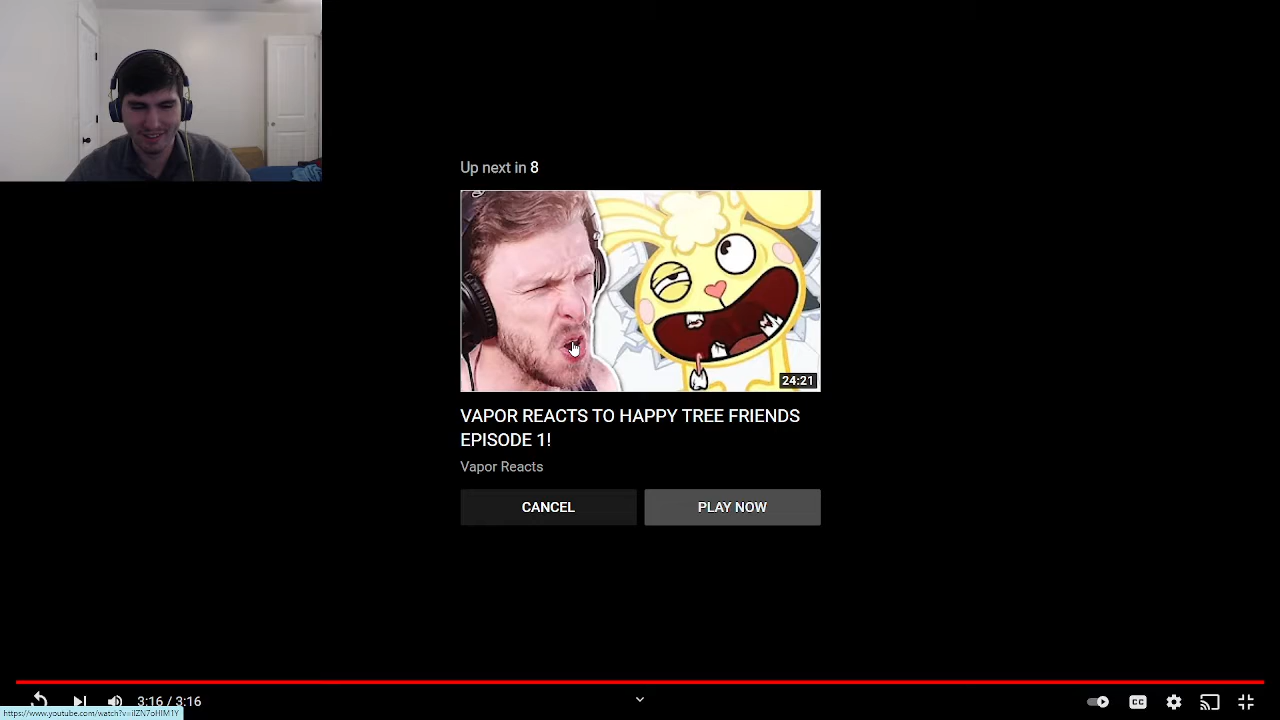 Up next in 8
24:21
VAPOR REACTS TO HAPPY TREE FRIENDS
EPISODE 1!
Vapor Reacts
CANCEL
PLAY NOW
3:16 / 3:16
CC